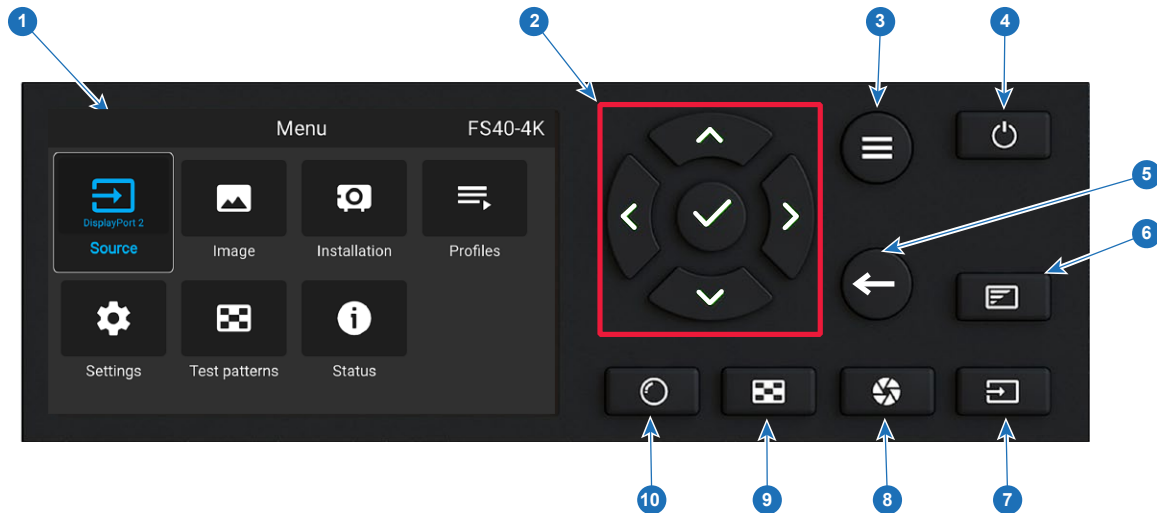 1 2 3 4
Menu FS40-4K
DisplayPort 2
Source Image Installation Profiles
5
6
Settings Test patterns Status
10 9 8 7